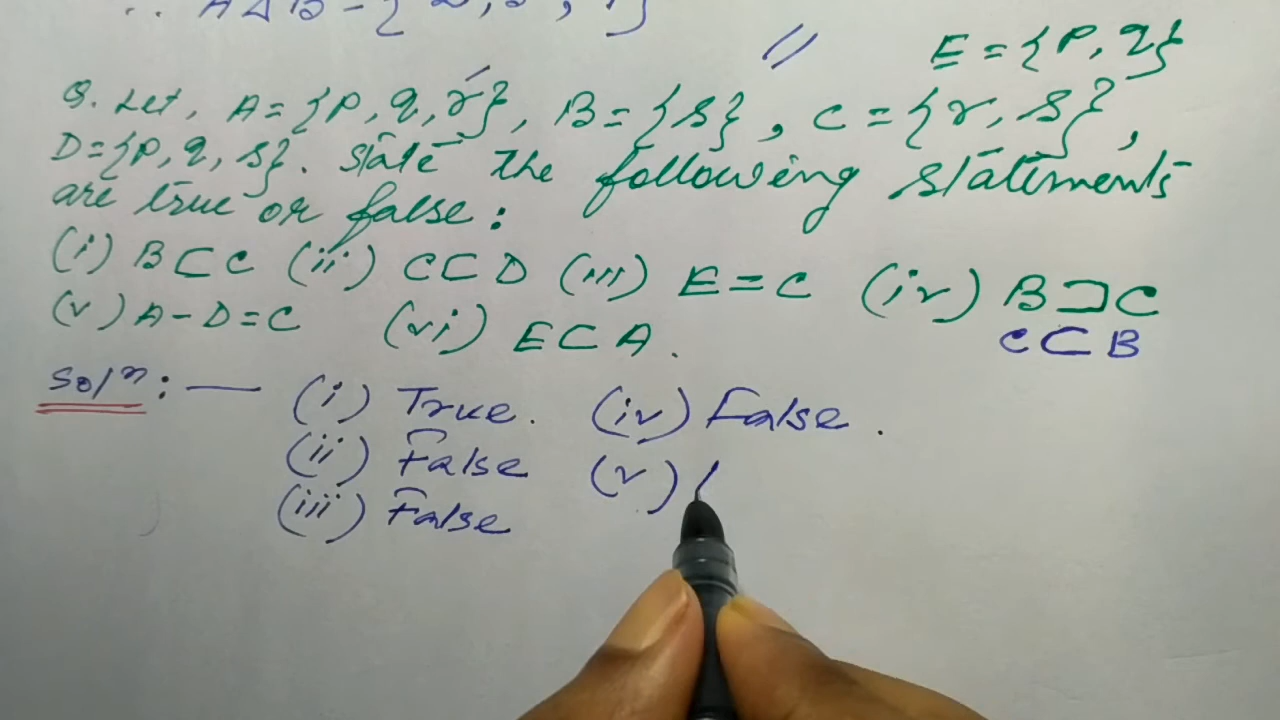 ∴ A Δ B = {
E = {p, q}
Q. Let, A = {p, q, r}, B = {s}, C = {r, s},
D = {p, q, s}. State the following statements
are true or false:
(i) B ⊂ C (ii) C ⊂ D (iii) E = C (iv) B ⊃ C
(v) A - D = C (vi) E ⊂ A.
C ⊂ B
Solⁿ: — (i) True. (iv) False.
(ii) False (v)
(iii) False